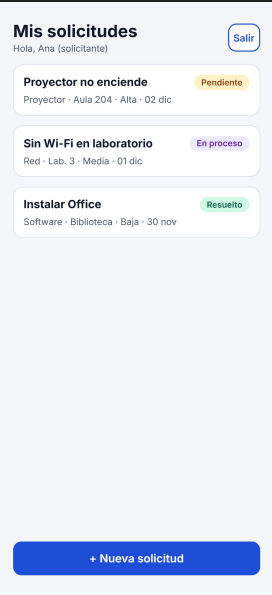 Mis solicitudes
Hola, Ana (solicitante)
Salir
Proyector no enciende
Pendiente
Proyector · Aula 204 · Alta · 02 dic
Sin Wi-Fi en laboratorio
En proceso
Red · Lab. 3 · Media · 01 dic
Instalar Office
Resuelto
Software · Biblioteca · Baja · 30 nov
+ Nueva solicitud